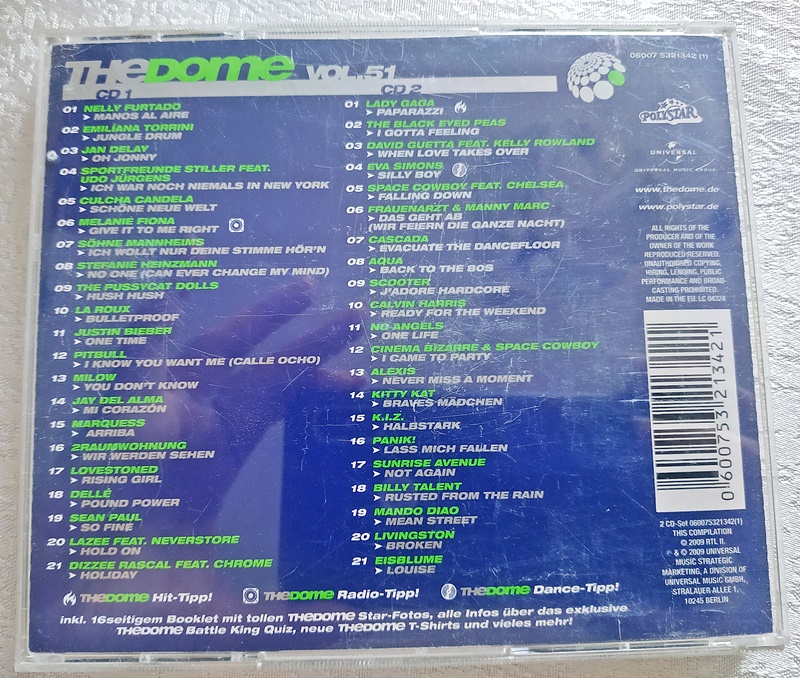 THEDOME VOL.51
CD 1
01 NELLY FURTADO
➤ MANOS AL AIRE
02 EMILIANA TORRINI
➤ JUNGLE DRUM
03 JAN DELAY
➤ OH JONNY
04 SPORTFREUNDE STILLER FEAT.
UDO JÜRGENS
➤ ICH WAR NOCH NIEMALS IN NEW YORK
05 CULCHA CANDELA
➤ SCHÖNE NEUE WELT
06 MELANIE FIONA
➤ GIVE IT TO ME RIGHT
07 SÖHNE MANNHEIMS
➤ ICH WOLLT NUR DEINE STIMME HÖR'N
08 STEFANIE HEINZMANN
➤ NO ONE (CAN EVER CHANGE MY MIND)
09 THE PUSSYCAT DOLLS
➤ HUSH HUSH
10 LA ROUX
➤ BULLETPROOF
11 JUSTIN BIEBER
➤ ONE TIME
12 PITBULL
➤ I KNOW YOU WANT ME (CALLE OCHO)
13 MILOW
➤ YOU DON'T KNOW
14 JAY DEL ALMA
➤ MI CORAZÓN
15 MARQUESS
➤ ARRIBA
16 2RAUMWOHNUNG
➤ WIR WERDEN SEHEN
17 LOVESTONED
➤ RISING GIRL
18 DELLÉ
➤ POUND POWER
19 SEAN PAUL
➤ SO FINE
20 LAZEE FEAT. NEVERSTORE
➤ HOLD ON
21 DIZZEE RASCAL FEAT. CHROME
➤ HOLIDAY
CD 2
01 LADY GAGA
➤ PAPARAZZI
02 THE BLACK EYED PEAS
➤ I GOTTA FEELING
03 DAVID GUETTA FEAT. KELLY ROWLAND
➤ WHEN LOVE TAKES OVER
04 EVA SIMONS
➤ SILLY BOY
05 SPACE COWBOY FEAT. CHELSEA
➤ FALLING DOWN
06 FRAUENARZT & MANNY MARC
➤ DAS GEHT AB
(WIR FEIERN DIE GANZE NACHT)
07 CASCADA
➤ EVACUATE THE DANCEFLOOR
08 AQUA
➤ BACK TO THE 80S
09 SCOOTER
➤ J'ADORE HARDCORE
10 CALVIN HARRIS
➤ READY FOR THE WEEKEND
11 NO ANGELS
➤ ONE LIFE
12 CINEMA BIZARRE & SPACE COWBOY
➤ I CAME TO PARTY
13 ALEXIS
➤ NEVER MISS A MOMENT
14 KITTY KAT
➤ BRAVES MÄDCHEN
15 K.I.Z.
➤ HALBSTARK
16 PANIK!
➤ LASS MICH FALLEN
17 SUNRISE AVENUE
➤ NOT AGAIN
18 BILLY TALENT
➤ RUSTED FROM THE RAIN
19 MANDO DIAO
➤ MEAN STREET
20 LIVINGSTON
➤ BROKEN
21 EISBLUME
➤ LOUISE
THEDOME Hit-Tipp! THEDOME Radio-Tipp! THEDOME Dance-Tipp!
inkl. 16seitigem Booklet mit tollen THEDOME Star-Fotos, alle Infos über das exklusive
THEDOME Battle King Quiz, neue THEDOME T-Shirts und vieles mehr!
06007 5321342 (1)
POLYSTAR
UNIVERSAL
UNIVERSAL MUSIC GROUP
www.thedome.de
www.polystar.de
ALL RIGHTS OF THE
PRODUCER AND OF THE
OWNER OF THE WORK
REPRODUCED RESERVED.
UNAUTHORISED COPYING,
HIRING, LENDING, PUBLIC
PERFORMANCE AND BROAD-
CASTING PROHIBITED.
MADE IN THE EU. LC 04324
0 600753 213421
2 CD-Set 060075321342(1)
THIS COMPILATION
℗ 2009 RTL II.
℗ & © 2009 UNIVERSAL
MUSIC STRATEGIC
MARKETING, A DIVISION OF
UNIVERSAL MUSIC GMBH,
STRALAUER ALLEE 1,
10245 BERLIN